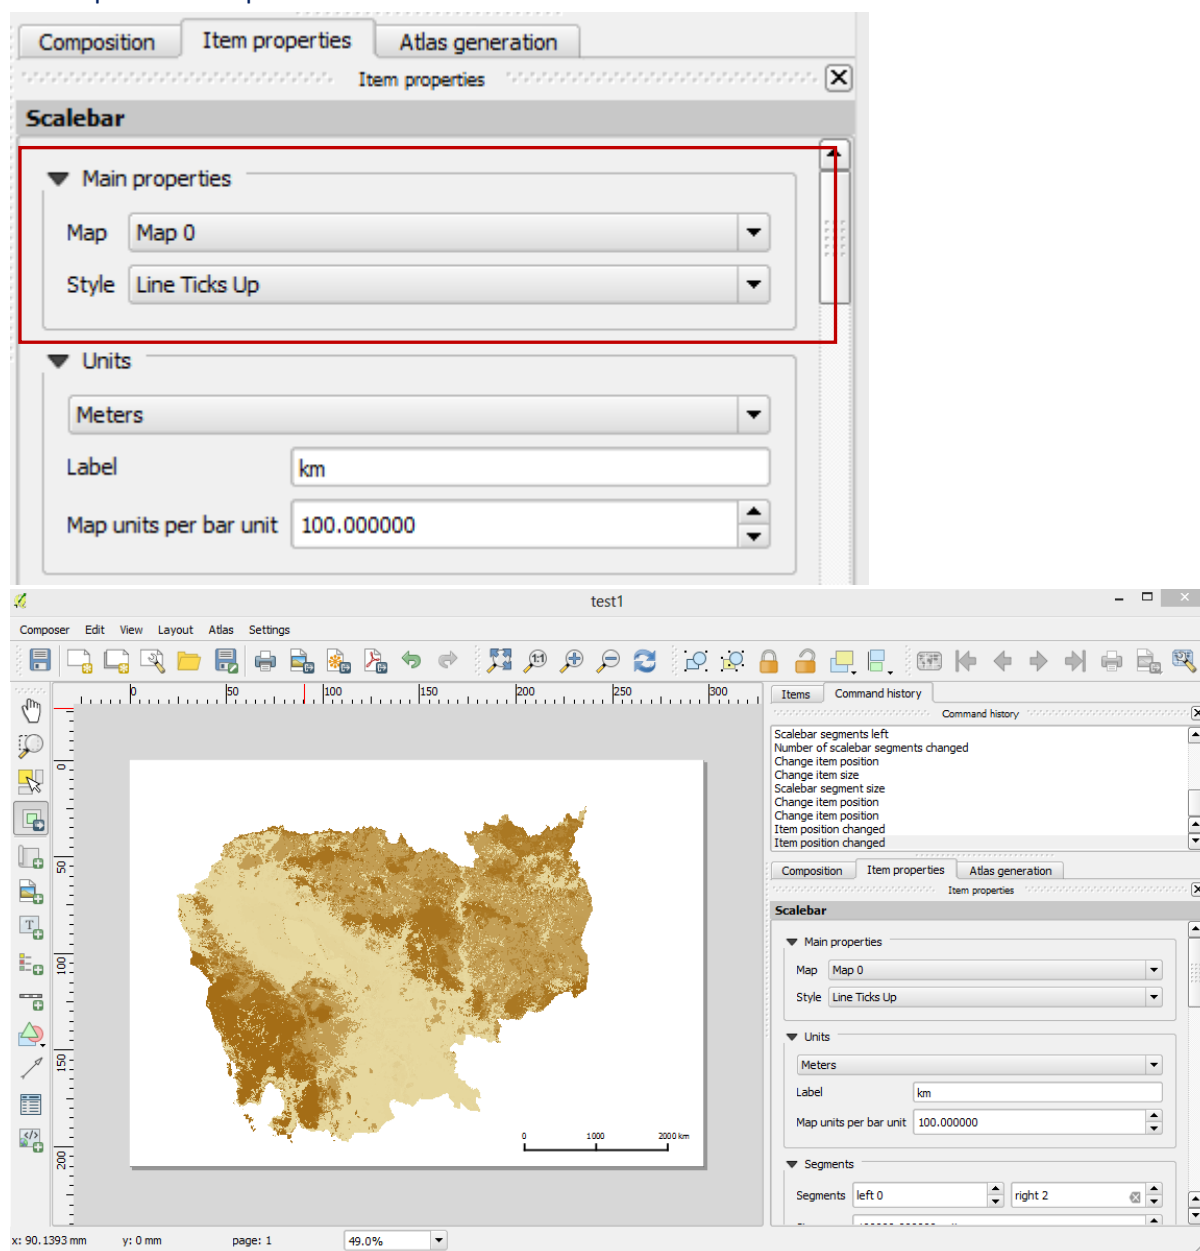 Composition Item properties Atlas generation
Item properties
Scalebar
Main properties
Map Map 0
Style Line Ticks Up
Units
Meters
Label km
Map units per bar unit 100.000000
test1
Composer Edit View Layout Atlas Settings
1:1
0 50 100 150 200 250 300
Items Command history
Command history
Scalebar segments left
Number of scalebar segments changed
Change item position
Change item size
Scalebar segment size
Change item position
Change item position
Item position changed
Item position changed
0
50
100
150
200
Composition Item properties Atlas generation
Item properties
Scalebar
Main properties
Map Map 0
Style Line Ticks Up
Units
Meters
Label km
Map units per bar unit 100.000000
Segments
Segments left 0 right 2
0 1000 2000 km
x: 90.1393 mm y: 0 mm page: 1 49.0%